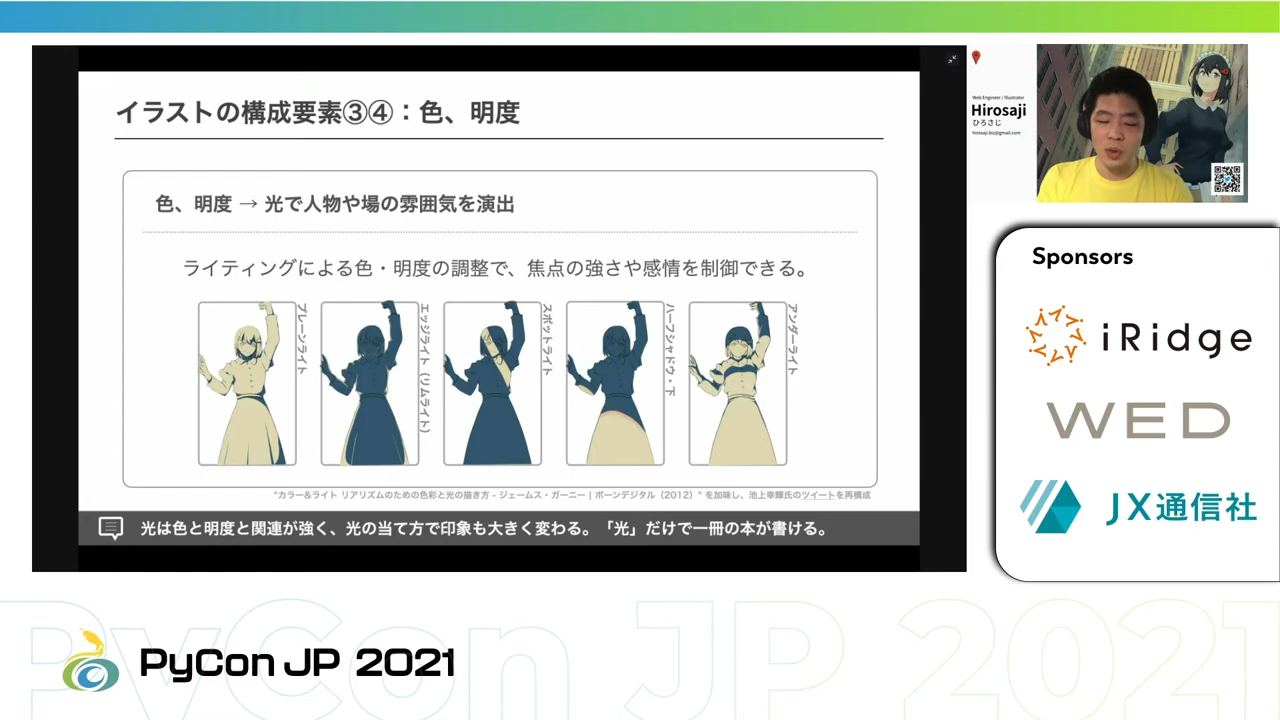 イラストの構成要素③④：色、明度
色、明度 → 光で人物や場の雰囲気を演出
ライティングによる色・明度の調整で、焦点の強さや感情を制御できる。
プレーンライト
エッジライト（リムライト）
スポットライト
ハーフシャドウ・下
アンダーライト
"カラー&ライト リアリズムのための色彩と光の描き方 - ジェームス・ガーニー | ボーンデジタル（2012）" を加味し、池上幸輝氏のツイートを再構成
光は色と明度と関連が強く、光の当て方で印象も大きく変わる。「光」だけで一冊の本が書ける。
Web Engineer / Illustrator
Hirosaji
ひろさじ
hirosaji.biz@gmail.com
Sponsors
iRidge
WED
JX通信社
PyCon JP 2021
PyCon JP 2021